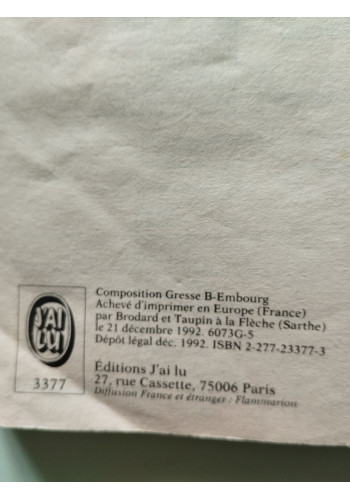 J'AI
LU
3377
Composition Gresse B-Embourg
Achevé d'imprimer en Europe (France)
par Brodard et Taupin à la Flèche (Sarthe)
le 21 décembre 1992. 6073G-5
Dépôt légal déc. 1992. ISBN 2-277-23377-3
Éditions J'ai lu
27, rue Cassette, 75006 Paris
Diffusion France et étranger : Flammarion